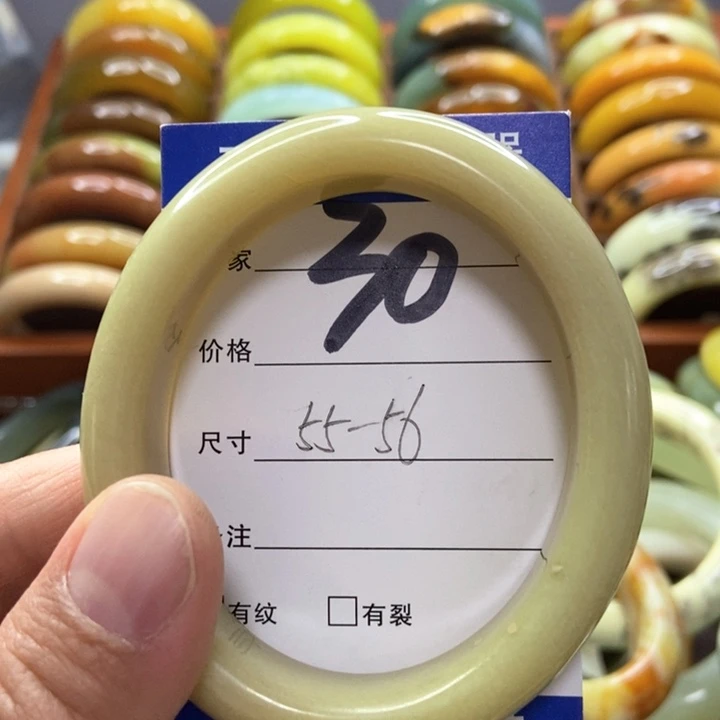 家 30
价格
尺寸 55-56
注
有纹 □有裂